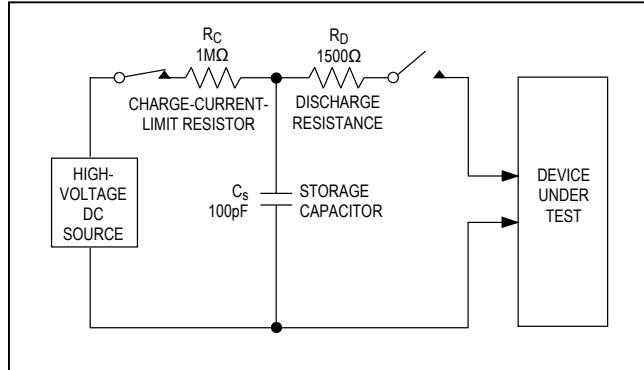 R_C
1MΩ
CHARGE-CURRENT-
LIMIT RESISTOR
R_D
1500Ω
DISCHARGE
RESISTANCE
HIGH-
VOLTAGE
DC
SOURCE
C_s
100pF
STORAGE
CAPACITOR
DEVICE
UNDER
TEST